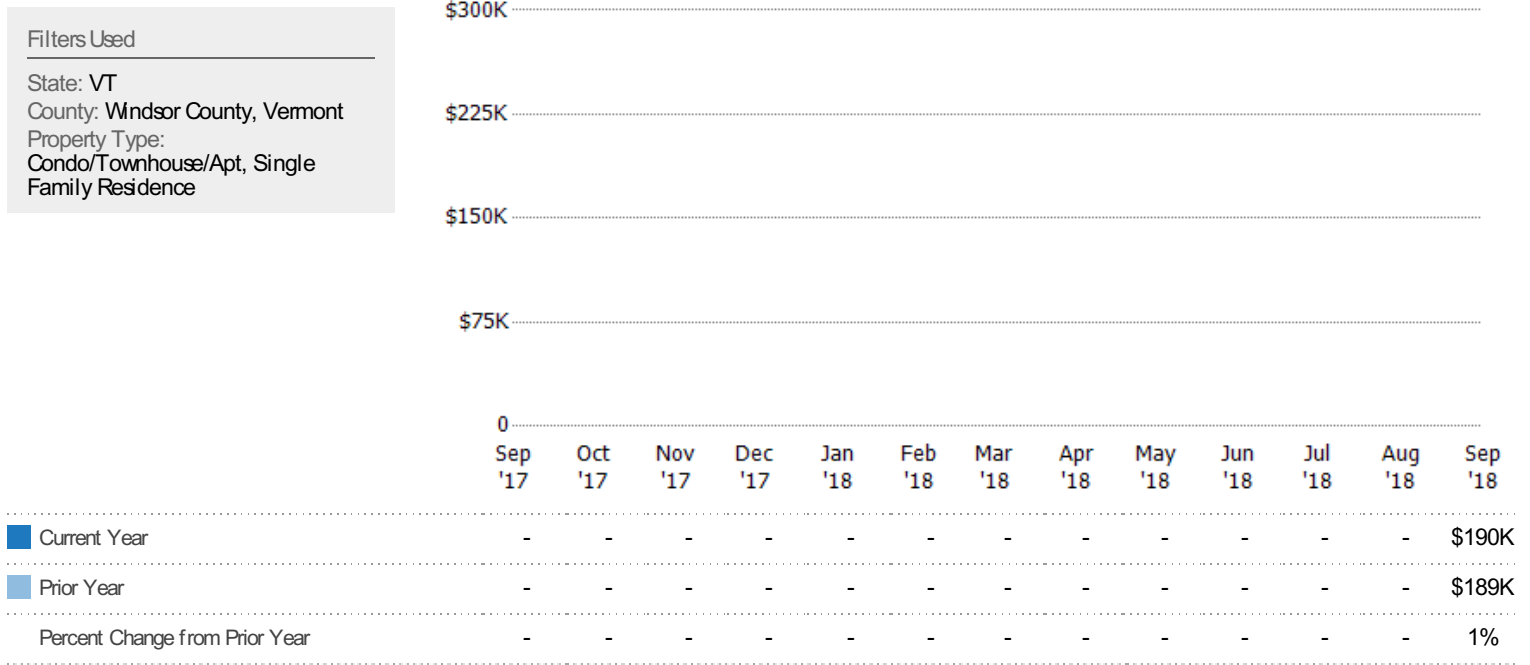 Filters Used
State: VT
County: Windsor County, Vermont
Property Type:
Condo/Townhouse/Apt, Single
Family Residence
$300K
$225K
$150K
$75K
0
Sep Oct Nov Dec Jan Feb Mar Apr May Jun Jul Aug Sep
'17 '17 '17 '17 '18 '18 '18 '18 '18 '18 '18 '18 '18
Current Year - - - - - - - - - - - - $190K
Prior Year - - - - - - - - - - - - $189K
Percent Change from Prior Year - - - - - - - - - - - - 1%